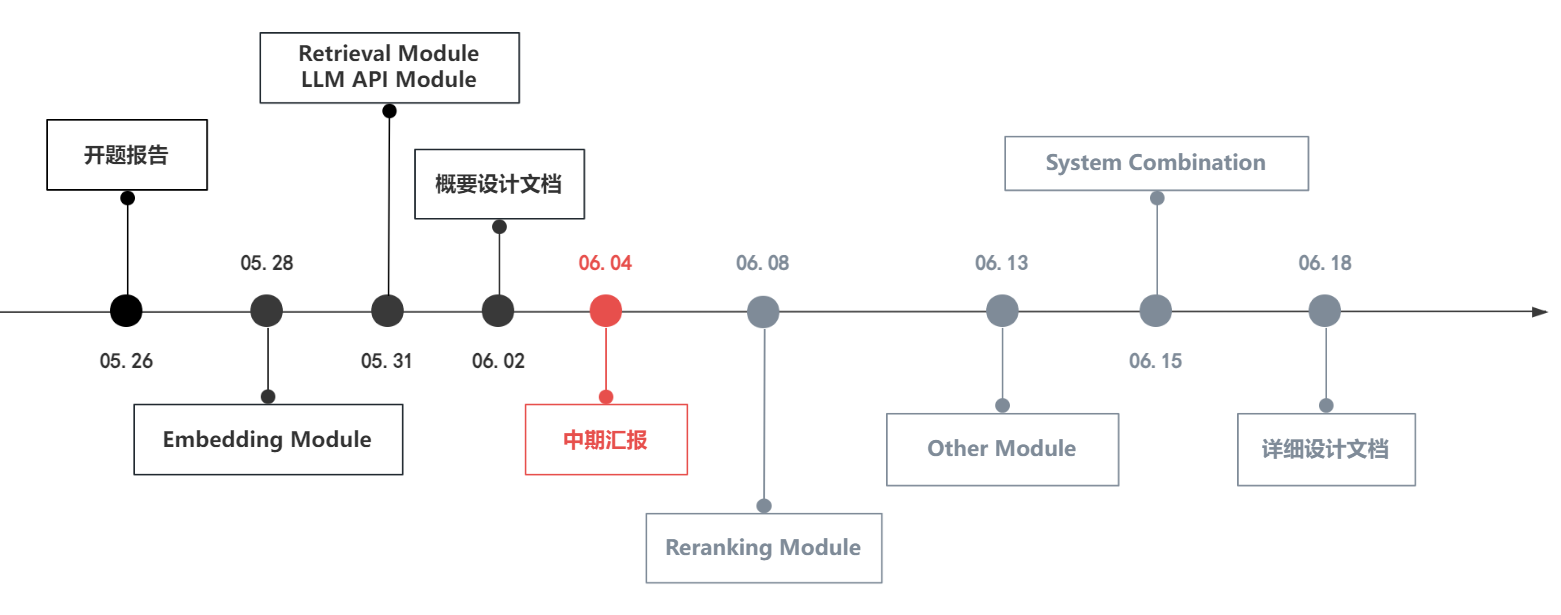 Retrieval Module
LLM API Module
开题报告
概要设计文档
System Combination
05. 28
06. 04
06. 08
06. 13
06. 18
05. 26
05. 31
06. 02
06. 15
Embedding Module
中期汇报
Other Module
详细设计文档
Reranking Module